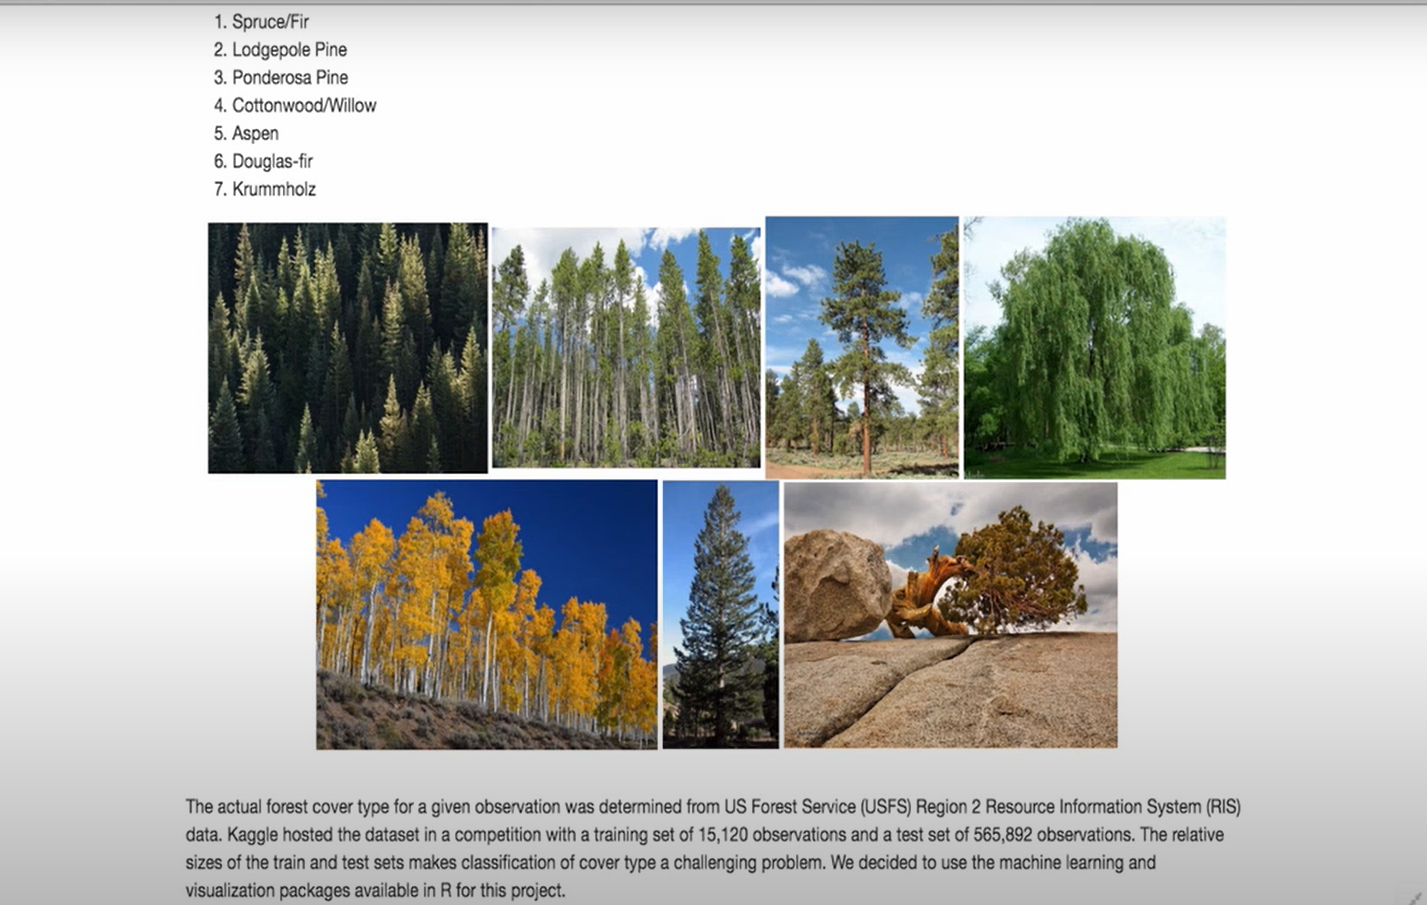 1. Spruce/Fir
2. Lodgepole Pine
3. Ponderosa Pine
4. Cottonwood/Willow
5. Aspen
6. Douglas-fir
7. Krummholz
The actual forest cover type for a given observation was determined from US Forest Service (USFS) Region 2 Resource Information System (RIS)
data. Kaggle hosted the dataset in a competition with a training set of 15,120 observations and a test set of 565,892 observations. The relative
sizes of the train and test sets makes classification of cover type a challenging problem. We decided to use the machine learning and
visualization packages available in R for this project.